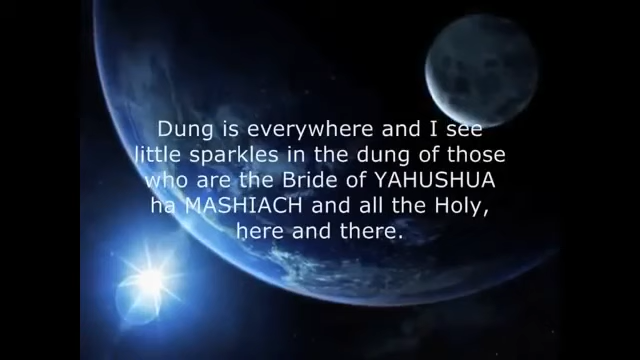 Dung is everywhere and I see
little sparkles in the dung of those
who are the Bride of YAHUSHUA
ha MASHIACH and all the Holy,
here and there.